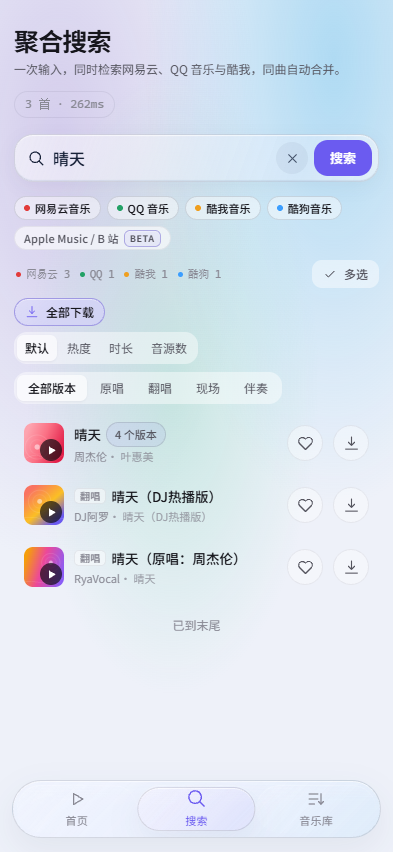 聚合搜索
一次输入，同时检索网易云、QQ 音乐与酷我，同曲自动合并。
3 首 · 262ms
晴天
搜索
网易云音乐 QQ 音乐 酷我音乐 酷狗音乐
Apple Music / B 站 BETA
网易云 3 QQ 1 酷我 1 酷狗 1
多选
全部下载
默认 热度 时长 音源数
全部版本 原唱 翻唱 现场 伴奏
晴天 4 个版本
周杰伦 · 叶惠美
翻唱 晴天（DJ热播版）
DJ阿罗 · 晴天（DJ热播版）
翻唱 晴天（原唱：周杰伦）
RyaVocal · 晴天
已到末尾
首页 搜索 音乐库